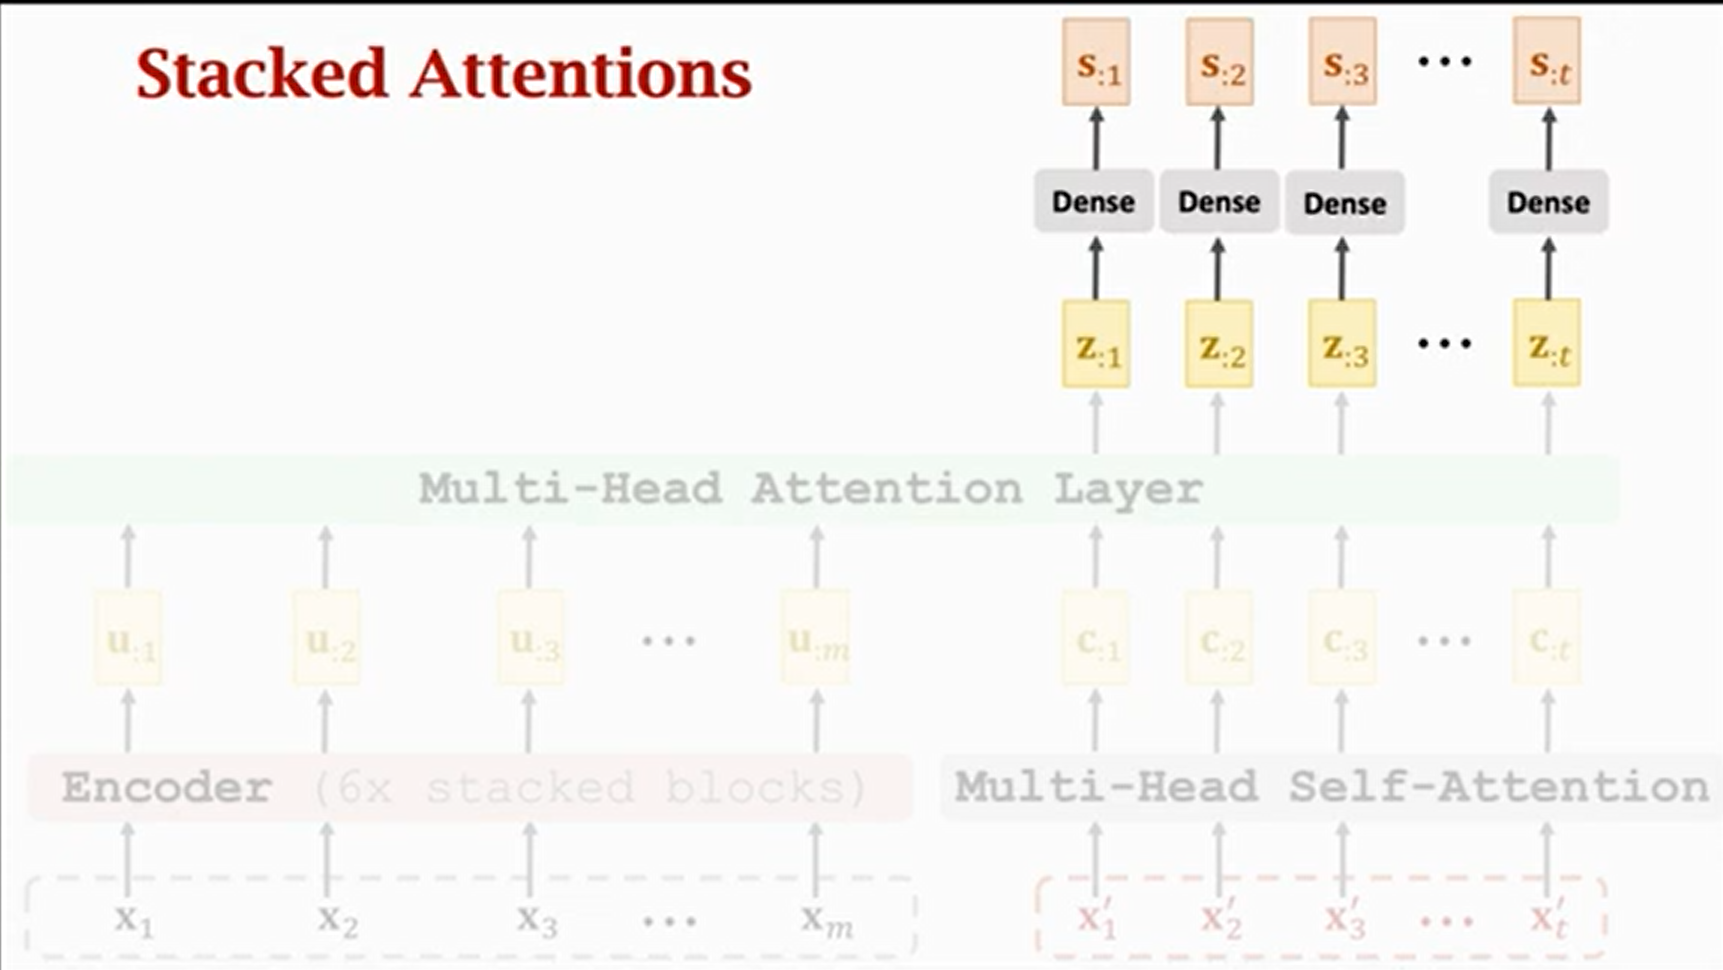 Stacked Attentions
s:1 s:2 s:3 ... s:t
Dense Dense Dense Dense
z:1 z:2 z:3 ... z:t
Multi-Head Attention Layer
u:1 u:2 u:3 ... u:m c:1 c:2 c:3 ... c:t
Encoder (6x stacked blocks) Multi-Head Self-Attention
x1 x2 x3 ... xm x′1 x′2 x′3 ... x′t